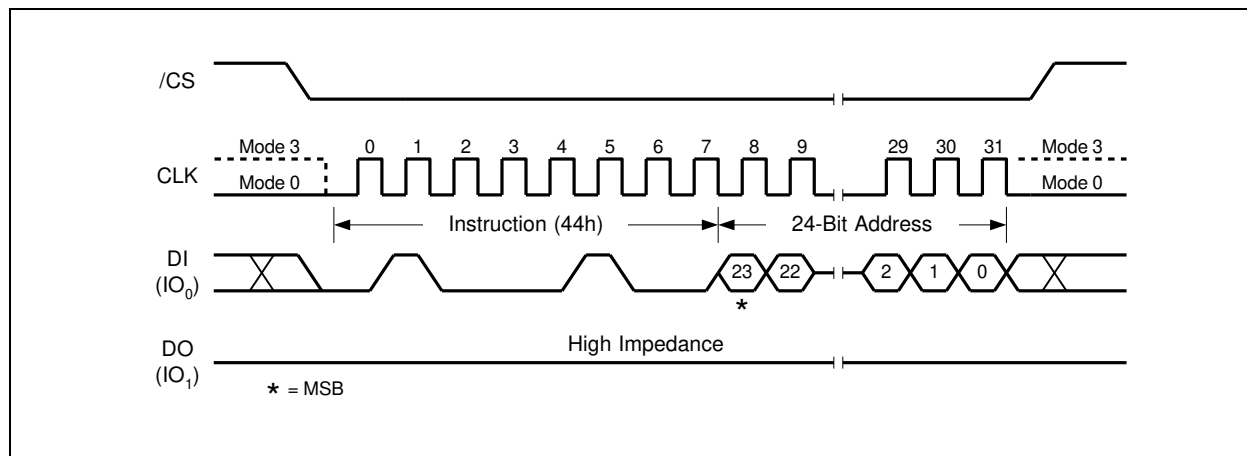 /CS
Mode 3 0 1 2 3 4 5 6 7 8 9 29 30 31 Mode 3
CLK
Mode 0 Mode 0
Instruction (44h) 24-Bit Address
DI
(IO₀)
23 22 2 1 0
*
High Impedance
DO
(IO₁)
* = MSB